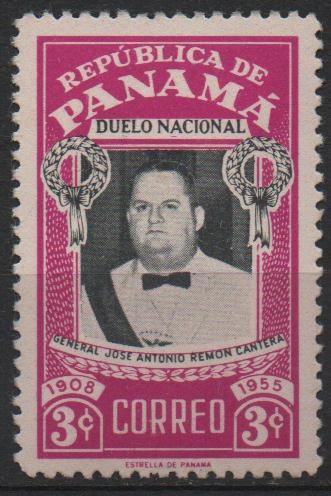 REPÚBLICA DE
PANAMÁ
DUELO NACIONAL
GENERAL JOSE ANTONIO REMON CANTERA
1908 1955
3¢ CORREO 3¢
ESTRELLA DE PANAMA